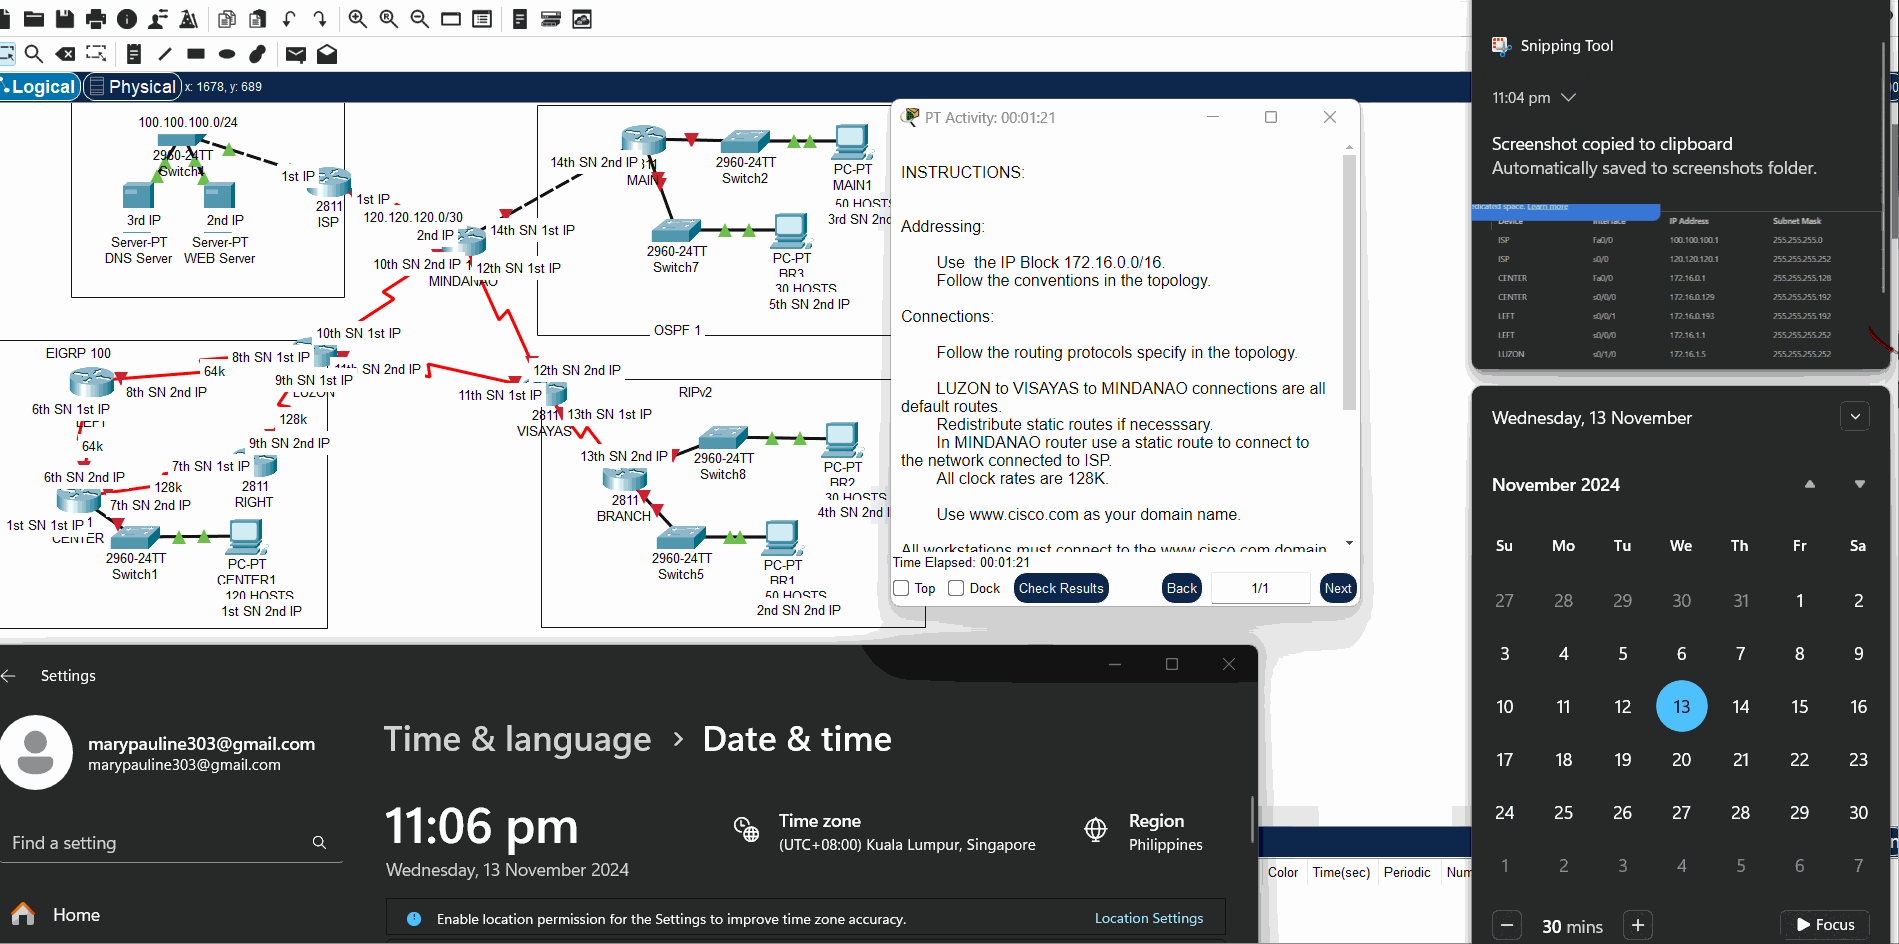 Logical
Physical
x: 1678, y: 689
100.100.100.0/24
2960-24TT
Switch4
3rd IP
2nd IP
Server-PT
DNS Server
Server-PT
WEB Server
1st IP
2811
ISP
1st IP
120.120.120.0/30
2nd IP
14th SN 1st IP
10th SN 2nd IP
12th SN 1st IP
MINDANAO
14th SN 2nd IP
MAIN
2960-24TT
Switch2
PC-PT
MAIN1
50 HOSTS
3rd SN 2nd
2960-24TT
Switch7
PC-PT
BR3
30 HOSTS
5th SN 2nd IP
OSPF 1
EIGRP 100
10th SN 1st IP
8th SN 1st IP
64k
11th SN 2nd IP
9th SN 1st IP
LUZON
8th SN 2nd IP
6th SN 1st IP
LEFT
128k
64k
9th SN 2nd IP
7th SN 1st IP
6th SN 2nd IP
128k
2811
RIGHT
7th SN 2nd IP
1st SN 1st IP
CENTER
2960-24TT
Switch1
PC-PT
CENTER1
120 HOSTS
1st SN 2nd IP
12th SN 2nd IP
11th SN 1st IP
2811
VISAYAS
13th SN 1st IP
RIPv2
13th SN 2nd IP
2960-24TT
Switch8
PC-PT
BR2
30 HOSTS
4th SN 2nd I
2811
BRANCH
2960-24TT
Switch5
PC-PT
BR1
50 HOSTS
2nd SN 2nd IP
PT Activity: 00:01:21
INSTRUCTIONS:
Addressing:
Use the IP Block 172.16.0.0/16.
Follow the conventions in the topology.
Connections:
Follow the routing protocols specify in the topology.
LUZON to VISAYAS to MINDANAO connections are all
default routes.
Redistribute static routes if necesssary.
In MINDANAO router use a static route to connect to
the network connected to ISP.
All clock rates are 128K.
Use www.cisco.com as your domain name.
All workstations must connect to the www.cisco.com domain
Time Elapsed: 00:01:21
Top
Dock
Check Results
Back
1/1
Next
Snipping Tool
11:04 pm
Screenshot copied to clipboard
Automatically saved to screenshots folder.
edicated space. Learn more
Device Interface IP Address Subnet Mask
ISP Fa0/0 100.100.100.1 255.255.255.0
ISP s0/0 120.120.120.1 255.255.255.252
CENTER Fa0/0 172.16.0.1 255.255.255.128
CENTER s0/0/0 172.16.0.129 255.255.255.192
LEFT s0/0/1 172.16.0.193 255.255.255.192
LEFT s0/0/0 172.16.1.1 255.255.255.252
LUZON s0/1/0 172.16.1.5 255.255.255.252
Wednesday, 13 November
November 2024
Su Mo Tu We Th Fr Sa
27 28 29 30 31 1 2
3 4 5 6 7 8 9
10 11 12 13 14 15 16
17 18 19 20 21 22 23
24 25 26 27 28 29 30
1 2 3 4 5 6 7
30 mins
Focus
Settings
marypauline303@gmail.com
marypauline303@gmail.com
Find a setting
Home
Time & language > Date & time
11:06 pm
Wednesday, 13 November 2024
Time zone
(UTC+08:00) Kuala Lumpur, Singapore
Region
Philippines
Enable location permission for the Settings to improve time zone accuracy.
Location Settings
Color Time(sec) Periodic Num